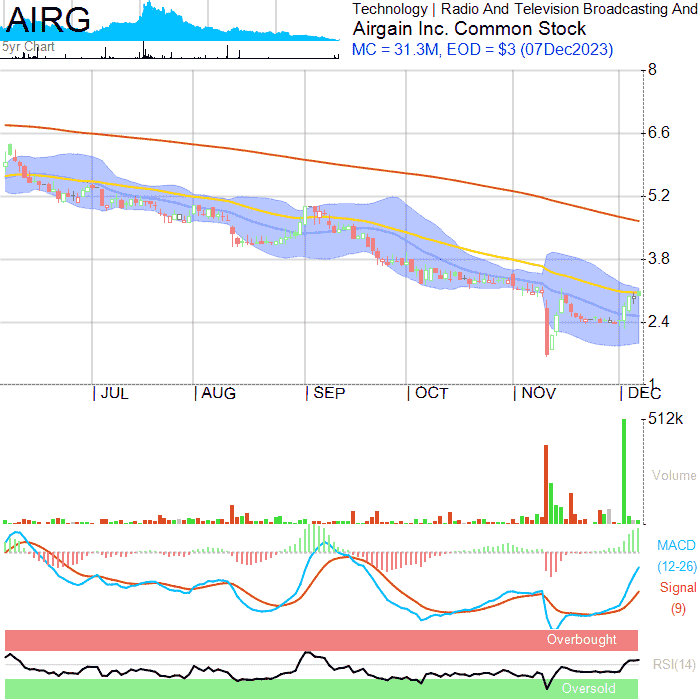 AIRG
5yr Chart
Technology | Radio And Television Broadcasting And
Airgain Inc. Common Stock
MC = 31.3M, EOD = $3 (07Dec2023)
8
6.6
5.2
3.8
2.4
1
JUL AUG SEP OCT NOV DEC
512k
Volume
MACD
(12-26)
Signal
(9)
Overbought
RSI(14)
Oversold